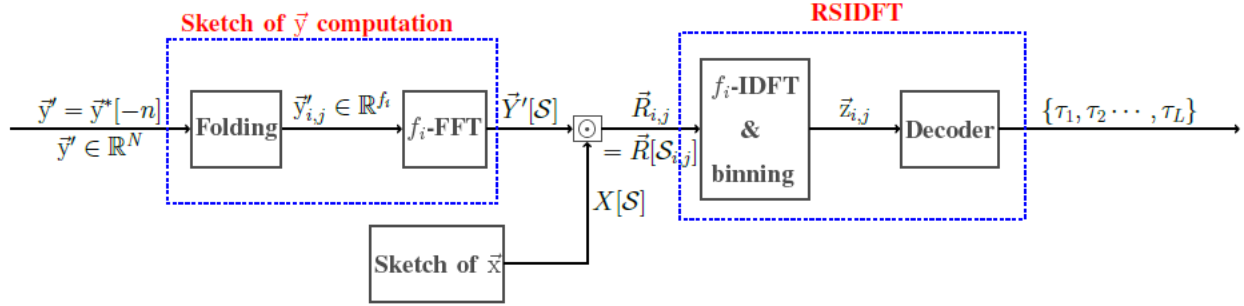 Sketch of y⃗ computation
RSIDFT
y⃗′ = y⃗*[−n]
y⃗′ ∈ ℝ^N
Folding
y⃗′_{i,j} ∈ ℝ^{f_i}
f_i-FFT
Y⃗′[𝒮]
⊙
R⃗_{i,j}
= R⃗[𝒮_{i,j}]
f_i-IDFT
&
binning
z⃗_{i,j}
Decoder
{τ_1, τ_2 ⋯ , τ_L}
X[𝒮]
Sketch of x⃗